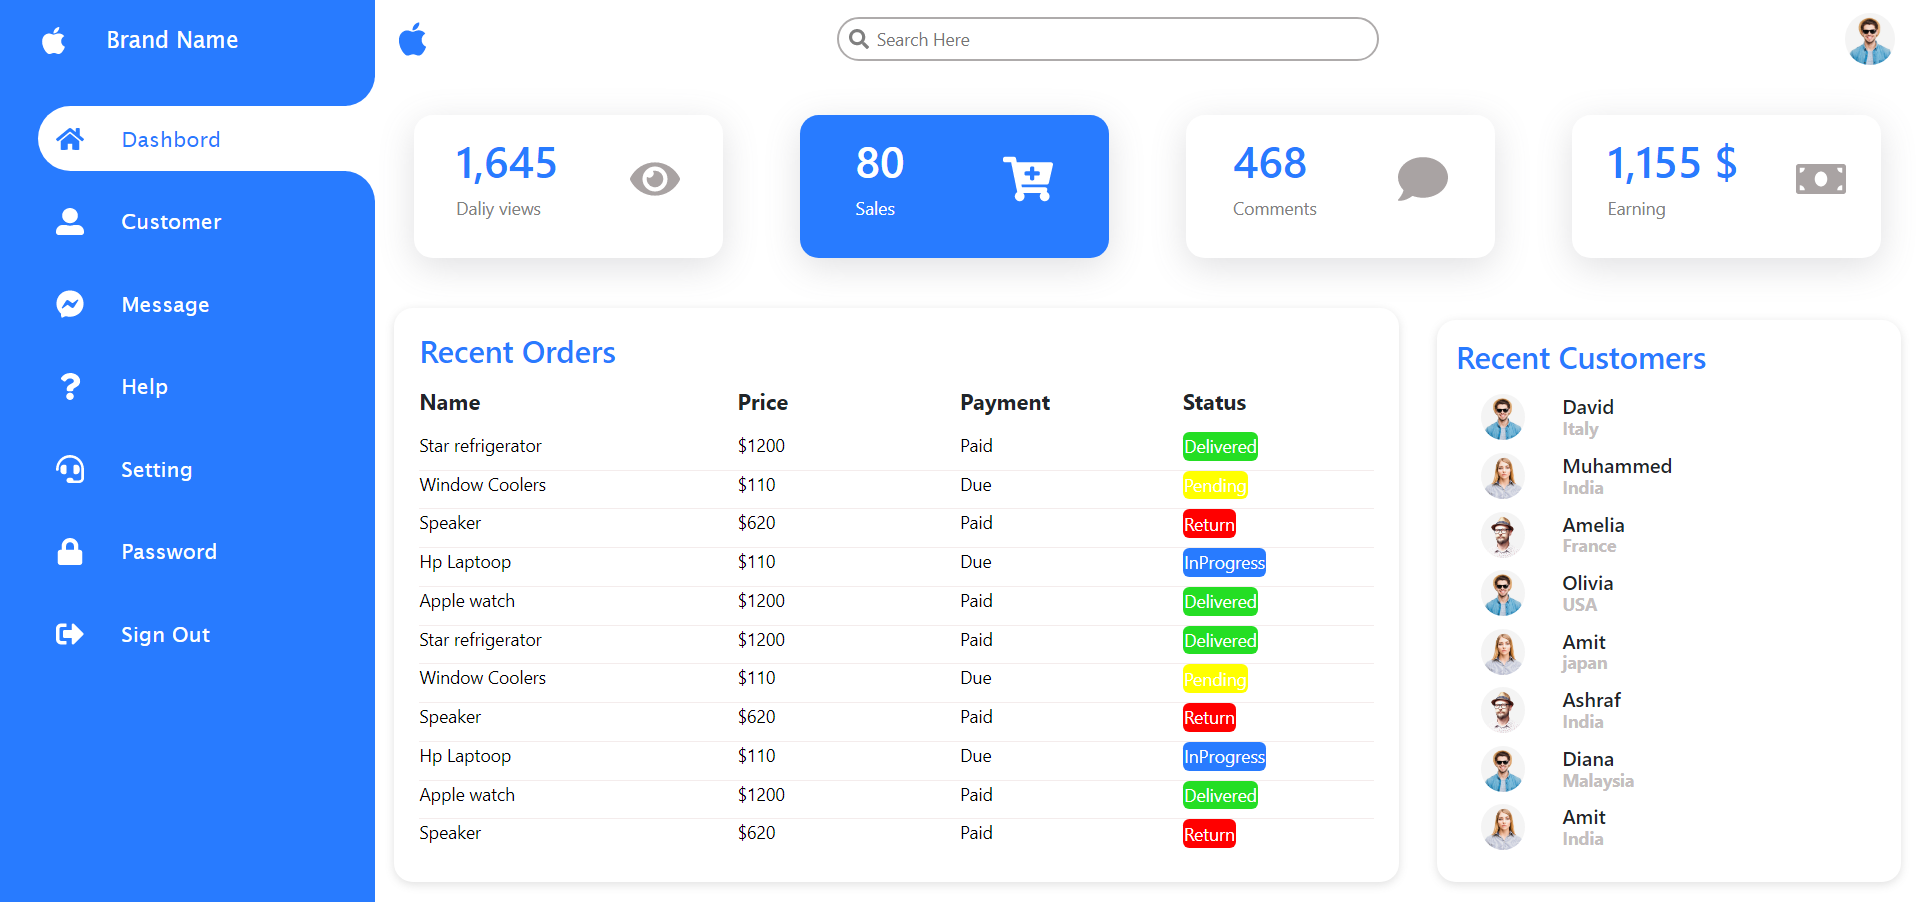 Brand Name
Search Here
Dashbord
Customer
Message
Help
Setting
Password
Sign Out
1,645
Daliy views
80
Sales
468
Comments
1,155 $
Earning
Recent Orders
Name Price Payment Status
Star refrigerator $1200 Paid Delivered
Window Coolers $110 Due Pending
Speaker $620 Paid Return
Hp Laptoop $110 Due InProgress
Apple watch $1200 Paid Delivered
Star refrigerator $1200 Paid Delivered
Window Coolers $110 Due Pending
Speaker $620 Paid Return
Hp Laptoop $110 Due InProgress
Apple watch $1200 Paid Delivered
Speaker $620 Paid Return
Recent Customers
David
Italy
Muhammed
India
Amelia
France
Olivia
USA
Amit
japan
Ashraf
India
Diana
Malaysia
Amit
India